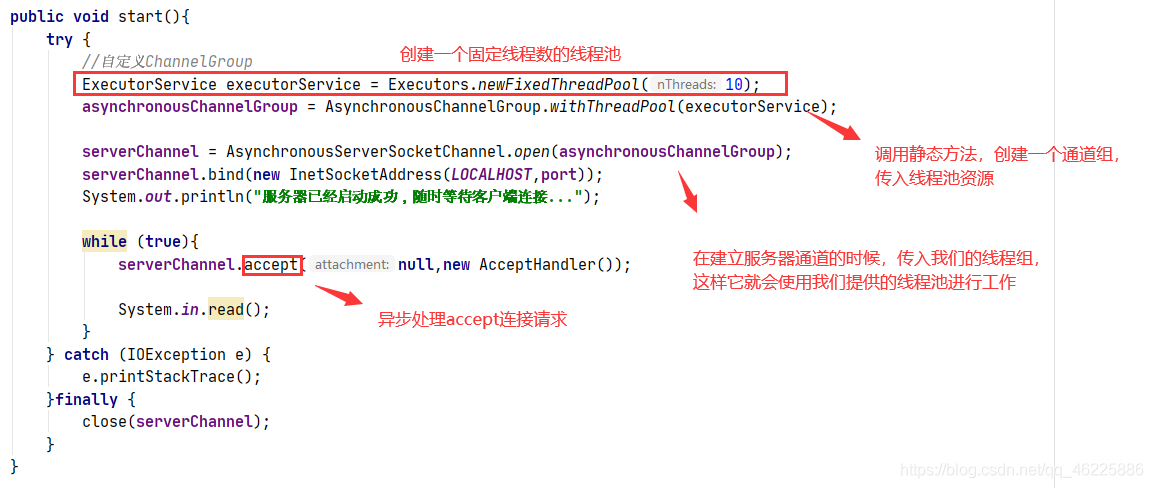 public void start(){
try {
//自定义ChannelGroup
创建一个固定线程数的线程池
ExecutorService executorService = Executors.newFixedThreadPool( nThreads: 10);
asynchronousChannelGroup = AsynchronousChannelGroup.withThreadPool(executorService);
调用静态方法，创建一个通道组，
传入线程池资源
serverChannel = AsynchronousServerSocketChannel.open(asynchronousChannelGroup);
serverChannel.bind(new InetSocketAddress(LOCALHOST,port));
System.out.println("服务器已经启动成功，随时等待客户端连接...");
在建立服务器通道的时候，传入我们的线程组，
这样它就会使用我们提供的线程池进行工作
while (true){
serverChannel.accept( attachment: null,new AcceptHandler());
System.in.read();
异步处理accept连接请求
}
} catch (IOException e) {
e.printStackTrace();
}finally {
close(serverChannel);
}
}
https://blog.csdn.net/qq_46225886